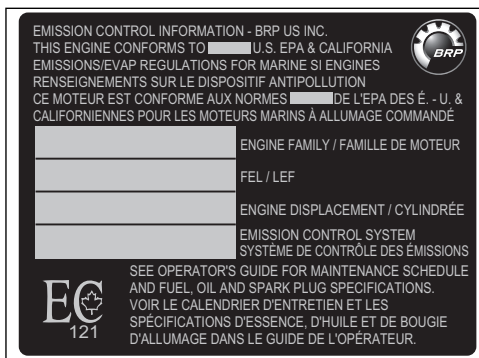 EMISSION CONTROL INFORMATION - BRP US INC.
THIS ENGINE CONFORMS TO U.S. EPA & CALIFORNIA
EMISSIONS/EVAP REGULATIONS FOR MARINE SI ENGINES
RENSEIGNEMENTS SUR LE DISPOSITIF ANTIPOLLUTION
CE MOTEUR EST CONFORME AUX NORMES DE L'EPA DES É. - U. &
CALIFORNIENNES POUR LES MOTEURS MARINS À ALLUMAGE COMMANDÉ
BRP
ENGINE FAMILY / FAMILLE DE MOTEUR
FEL / LEF
ENGINE DISPLACEMENT / CYLINDRÉE
EMISSION CONTROL SYSTEM
SYSTÈME DE CONTRÔLE DES ÉMISSIONS
EC
121
SEE OPERATOR'S GUIDE FOR MAINTENANCE SCHEDULE
AND FUEL, OIL AND SPARK PLUG SPECIFICATIONS.
VOIR LE CALENDRIER D'ENTRETIEN ET LES
SPÉCIFICATIONS D'ESSENCE, D'HUILE ET DE BOUGIE
D'ALLUMAGE DANS LE GUIDE DE L'OPÉRATEUR.